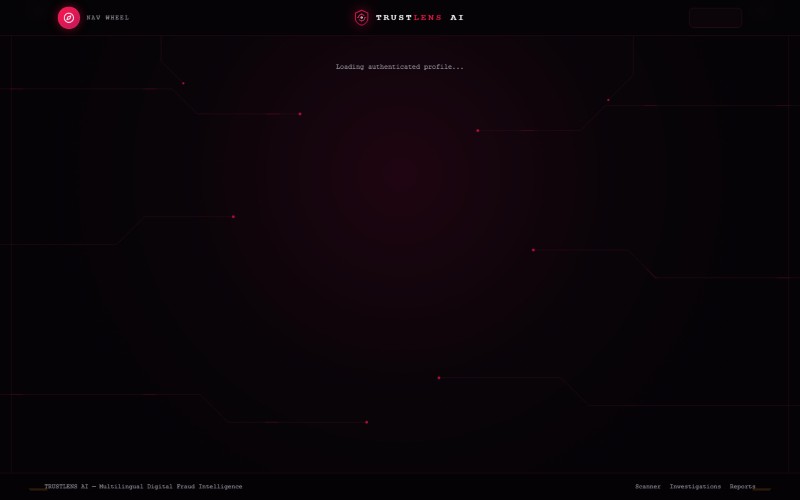 NAV WHEEL
TRUSTLENS AI
Loading authenticated profile...
TRUSTLENS AI — Multilingual Digital Fraud Intelligence
Scanner Investigations Reports